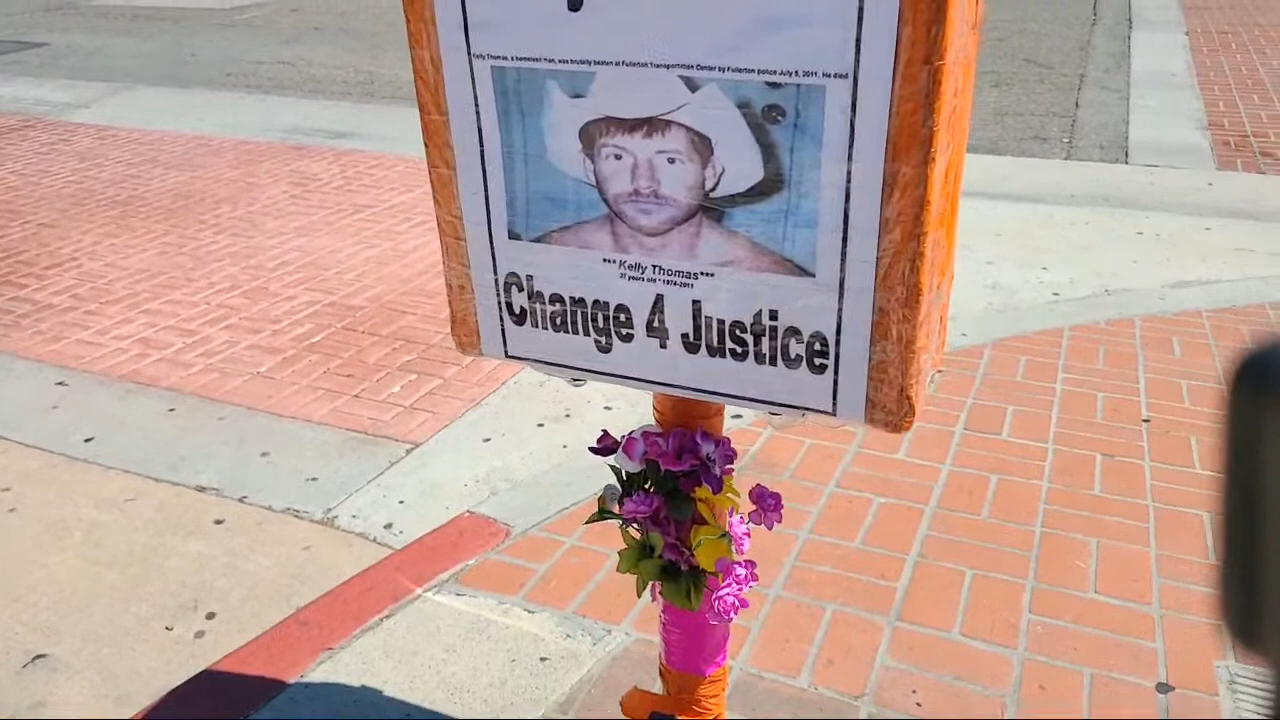 Kelly Thomas, a homeless man, was brutally beaten at Fullerton Transportation Center by Fullerton police July 5, 2011. He died
***Kelly Thomas***
37 years old * 1974-2011
Change 4 Justice